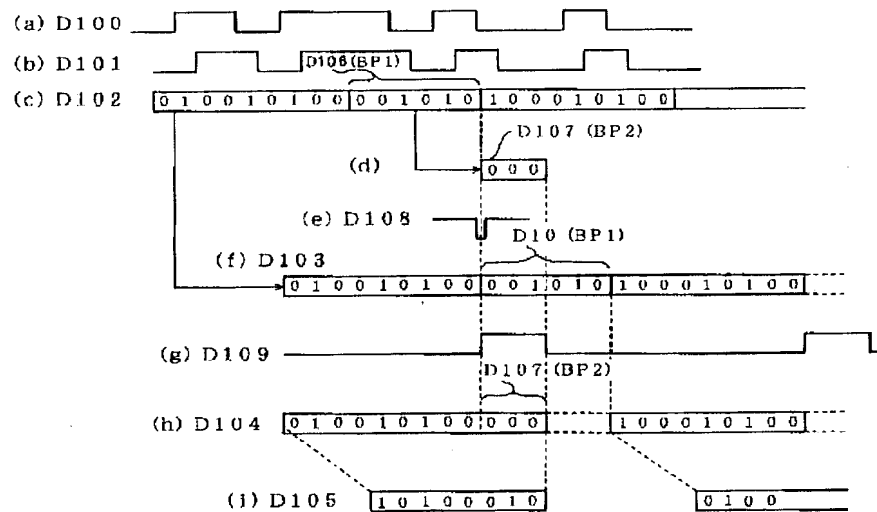 (a) D100
(b) D101
D106(BP1)
(c) D102 0 1 0 0 1 0 1 0 0 0 0 1 0 1 0 1 0 0 0 1 0 1 0 0
D107 (BP2)
(d) 0 0 0
(e) D108
D10 (BP1)
(f) D103
0 1 0 0 1 0 1 0 0 0 0 1 0 1 0 1 0 0 0 1 0 1 0 0
(g) D109
D107 (BP2)
(h) D104 0 1 0 0 1 0 1 0 0 0 0 0 1 0 0 0 1 0 1 0 0
(i) D105 1 0 1 0 0 0 1 0 0 1 0 0